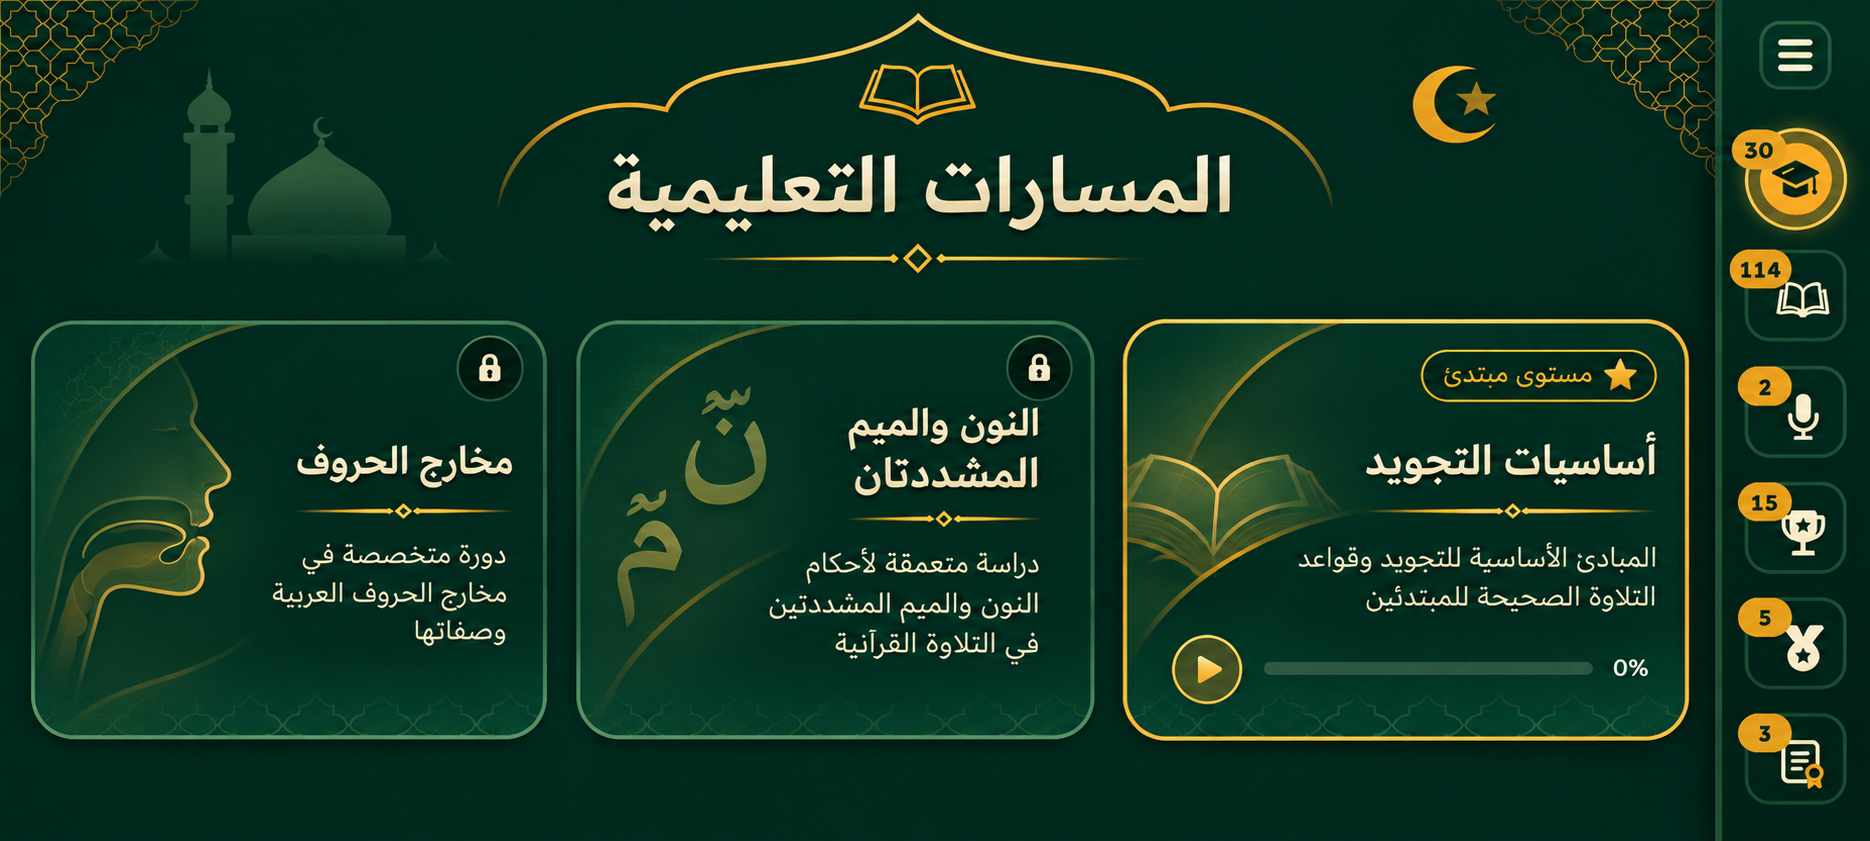 المسارات التعليمية
مستوى مبتدئ
أساسيات التجويد
المبادئ الأساسية للتجويد وقواعد
التلاوة الصحيحة للمبتدئين
0%
النون والميم
المشددتان
دراسة متعمقة لأحكام
النون والميم المشددتين
في التلاوة القرآنية
نّ
مّ
مخارج الحروف
دورة متخصصة في
مخارج الحروف العربية
وصفاتها
30
114
2
15
5
3